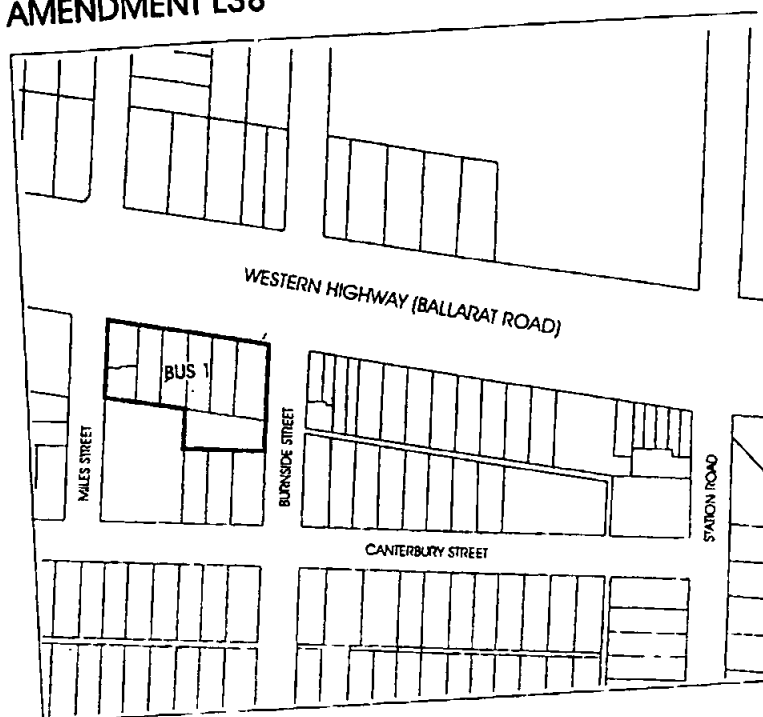 AMENDMENT L38
WESTERN HIGHWAY (BALLARAT ROAD)
BUS 1
MILES STREET
BURNSIDE STREET
STATION ROAD
CANTERBURY STREET